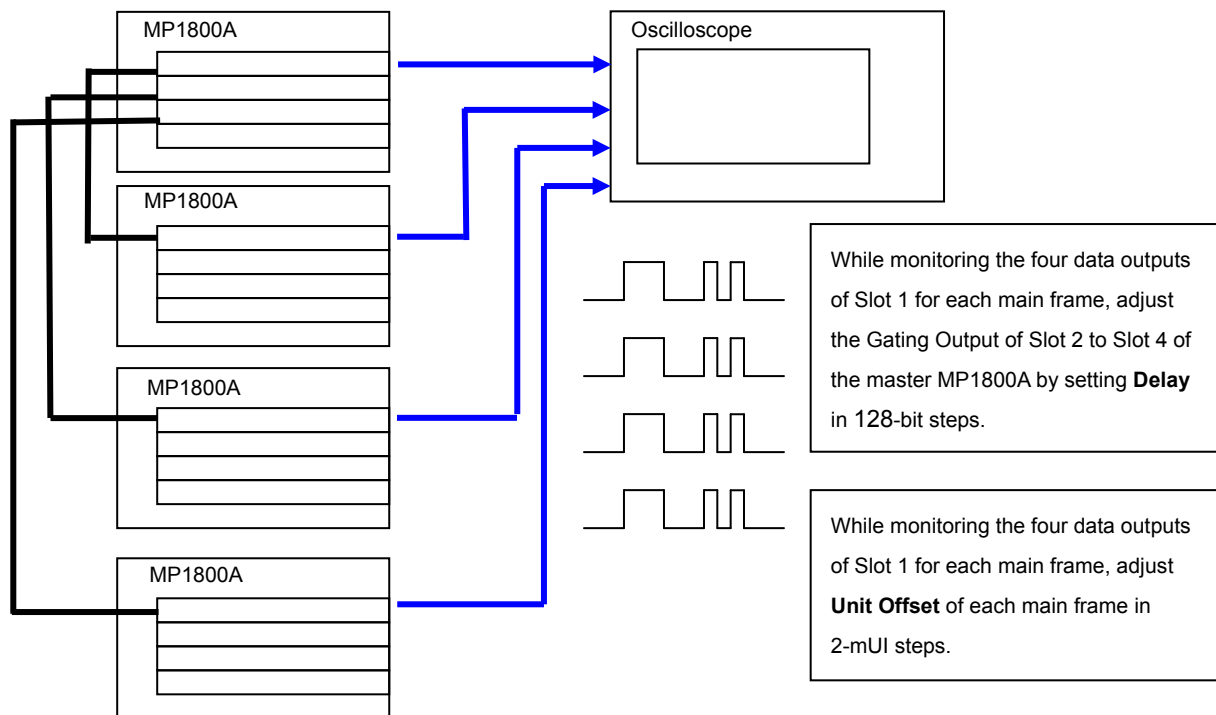 MP1800A
Oscilloscope
MP1800A
MP1800A
MP1800A
While monitoring the four data outputs
of Slot 1 for each main frame, adjust
the Gating Output of Slot 2 to Slot 4 of
the master MP1800A by setting Delay
in 128-bit steps.
While monitoring the four data outputs
of Slot 1 for each main frame, adjust
Unit Offset of each main frame in
2-mUI steps.